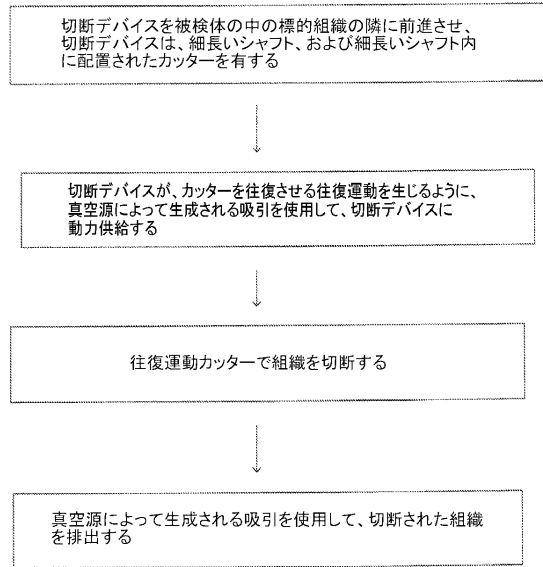 切断デバイスを被検体の中の標的組織の隣に前進させ、
切断デバイスは、細長いシャフト、および細長いシャフト内
に配置されたカッターを有する
切断デバイスが、カッターを往復させる往復運動を生じるように、
真空源によって生成される吸引を使用して、切断デバイスに
動力供給する
往復運動カッターで組織を切断する
真空源によって生成される吸引を使用して、切断された組織
を排出する